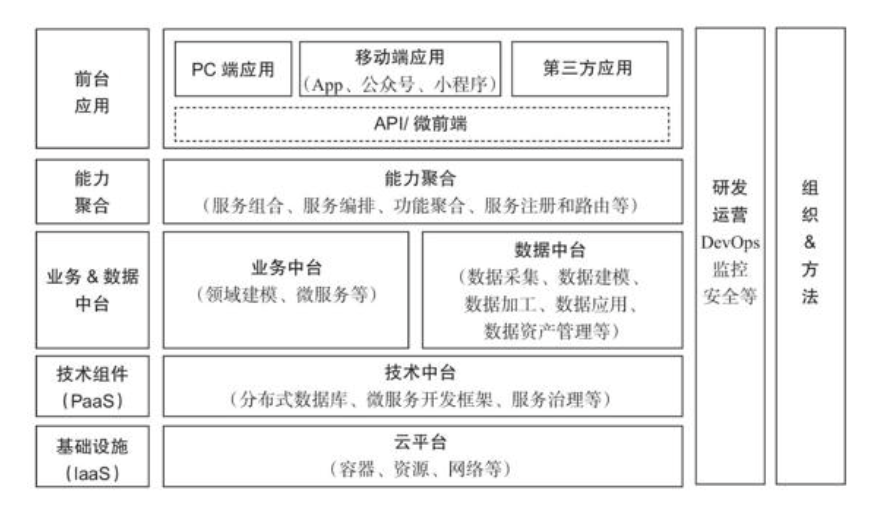 前台
应用
PC 端应用
移动端应用
(App、公众号、小程序)
第三方应用
API/ 微前端
能力
聚合
能力聚合
(服务组合、服务编排、功能聚合、服务注册和路由等)
业务 & 数据
中台
业务中台
(领域建模、微服务等)
数据中台
(数据采集、数据建模、
数据加工、数据应用、
数据资产管理等)
技术组件
(PaaS)
技术中台
(分布式数据库、微服务开发框架、服务治理等)
基础设施
(IaaS)
云平台
(容器、资源、网络等)
研发
运营
DevOps
监控
安全等
组
织
&
方
法